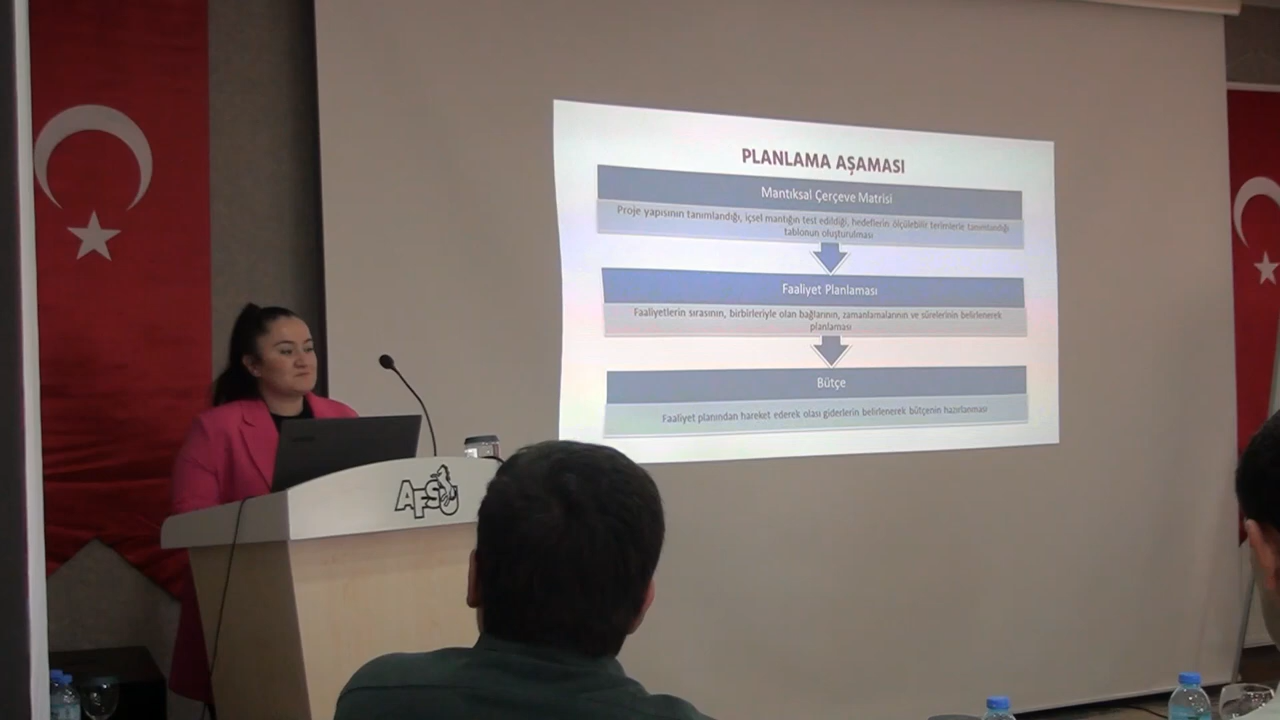 PLANLAMA AŞAMASI
Mantıksal Çerçeve Matrisi
Proje yapısının tanımlandığı, içsel mantığın test edildiği, hedeflerin ölçülebilir terimlerle tanımlandığı
tablonun oluşturulması
Faaliyet Planlaması
Faaliyetlerin sırasının, birbirleriyle olan bağlarının, zamanlamalarının ve sürelerinin belirlenerek
planlaması
Bütçe
Faaliyet planından hareket ederek olası giderlerin belirlenerek bütçenin hazırlanması
AFSU